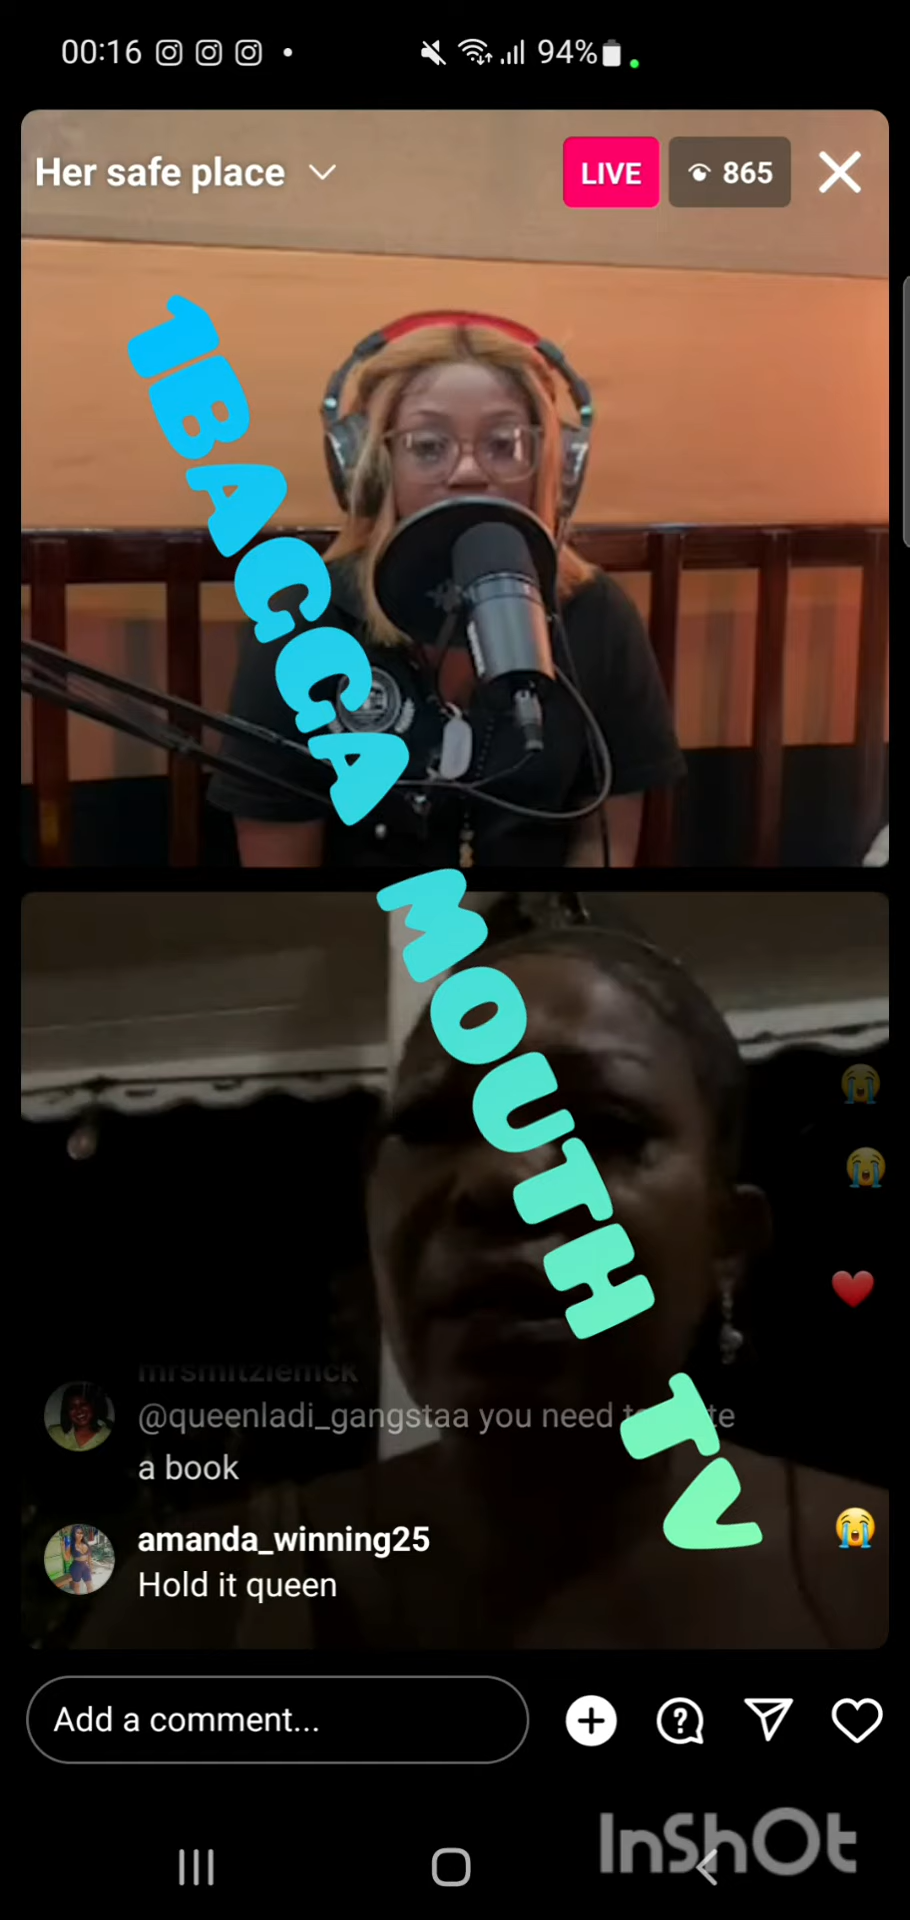 00:16
94%
Her safe place
LIVE
865
1BAGGA MOUTH TV
mrsmitziemck
@queenladi_gangstaa you need
a book
amanda_winning25
Hold it queen
Add a comment...
InShOt